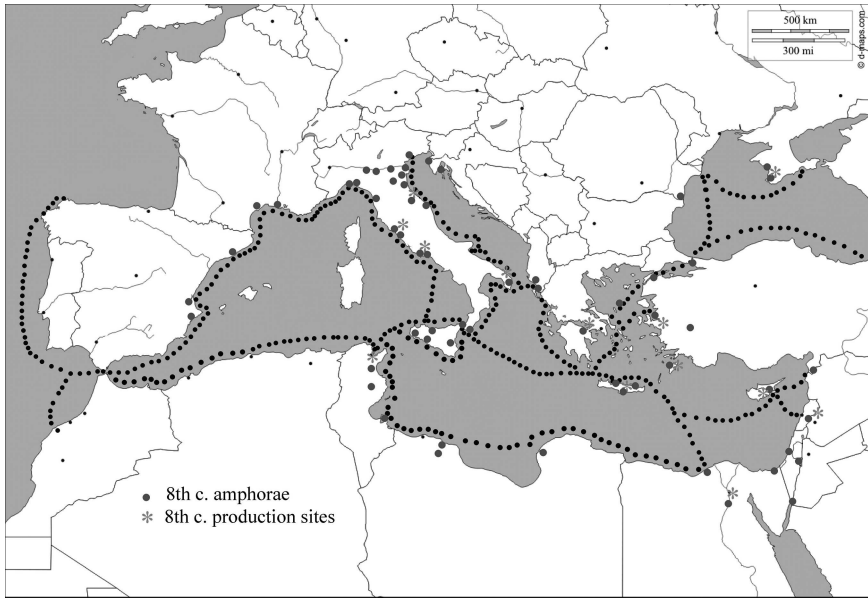 500 km
300 mi
© d-maps.com
8th c. amphorae
8th c. production sites